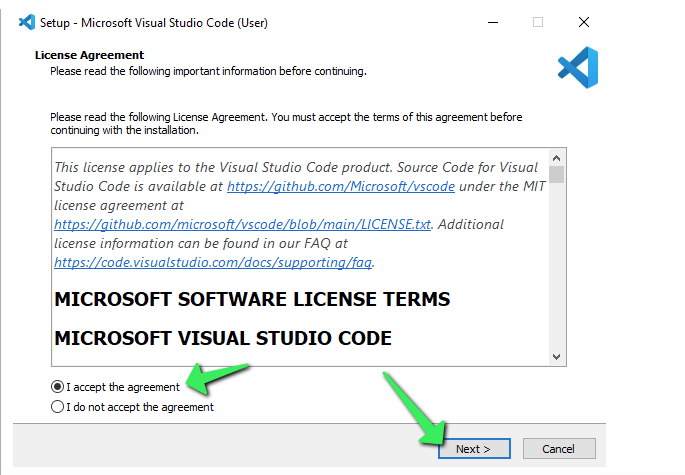 Setup - Microsoft Visual Studio Code (User)
License Agreement
Please read the following important information before continuing.
Please read the following License Agreement. You must accept the terms of this agreement before
continuing with the installation.
This license applies to the Visual Studio Code product. Source Code for Visual
Studio Code is available at https://github.com/Microsoft/vscode under the MIT
license agreement at
https://github.com/microsoft/vscode/blob/main/LICENSE.txt. Additional
license information can be found in our FAQ at
https://code.visualstudio.com/docs/supporting/faq.
MICROSOFT SOFTWARE LICENSE TERMS
MICROSOFT VISUAL STUDIO CODE
I accept the agreement
I do not accept the agreement
Next >
Cancel